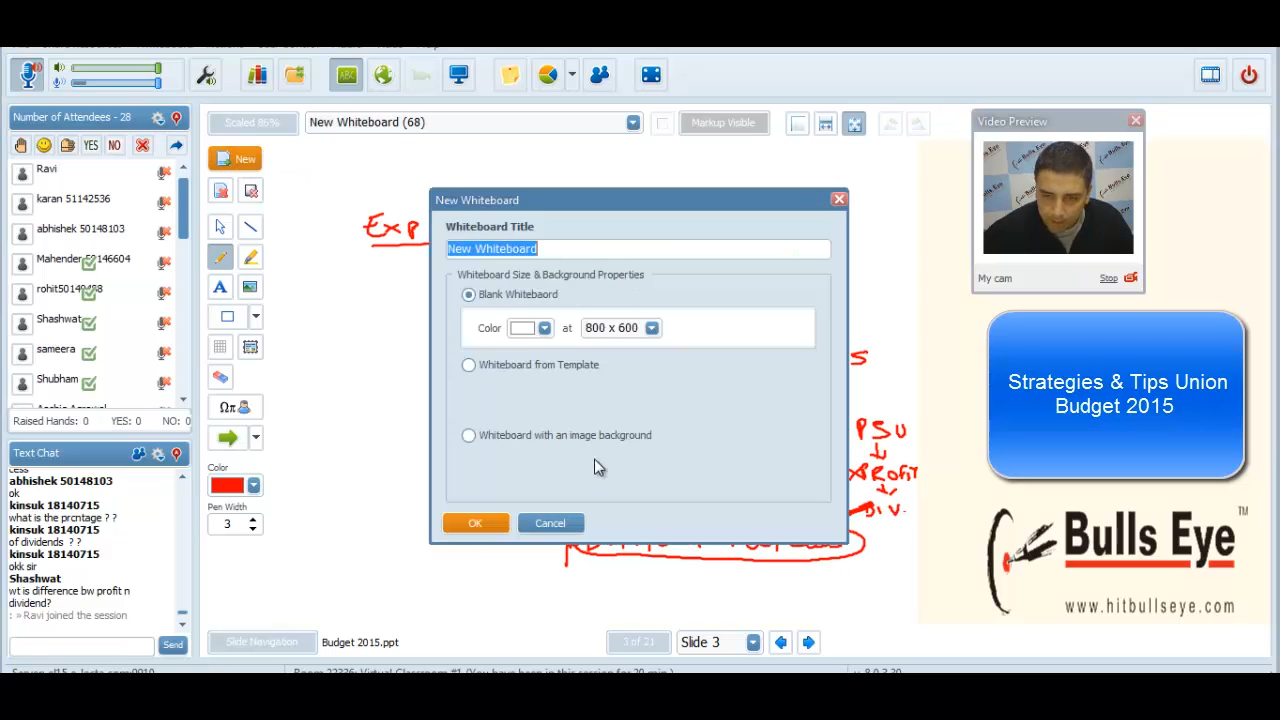 Number of Attendees - 28
YES NO
Ravi
karan 51142536
abhishek 50148103
Mahender 50146604
Shashwat
sameera
Shubham
Raised Hands: 0 YES: 0 NO: 0
Text Chat
abhishek 50148103
ok
kinsuk 18140715
what is the prcntage ? ?
kinsuk 18140715
of dividends ? ?
kinsuk 18140715
okk sir
Shashwat
wt is difference bw profit n
dividend?
: » Ravi joined the session
Send
ABC
Scaled 86%
New Whiteboard (68)
Markup Visible
New
A
Ωπ
Color
Pen Width
3
Exp
New Whiteboard
Whiteboard Title
New Whiteboard
Whiteboard Size & Background Properties
Blank Whitebaord
Color at 800 x 600
Whiteboard from Template
Whiteboard with an image background
OK Cancel
S
PSU
PRofit
DIV.
Slide Navigation
Budget 2015.ppt
3 of 21
Slide 3
Video Preview
My cam
Stop
Strategies & Tips Union
Budget 2015
Bulls Eye
TM
www.hitbullseye.com